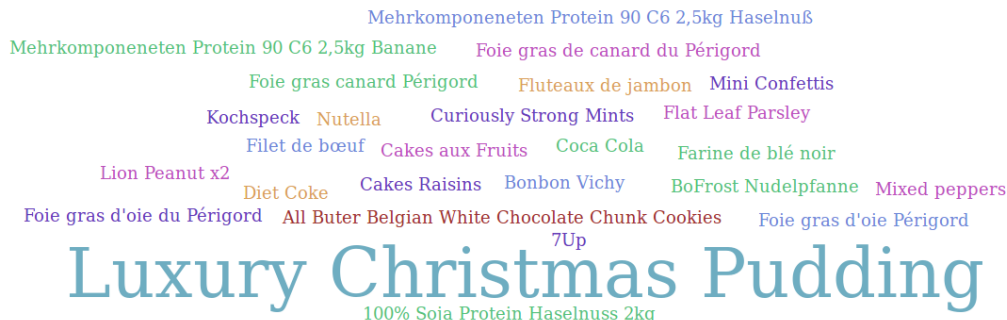 Mehrkomponeneten Protein 90 C6 2,5kg Haselnuß
Mehrkomponeneten Protein 90 C6 2,5kg Banane
Foie gras de canard du Périgord
Foie gras canard Périgord
Fluteaux de jambon
Mini Confettis
Kochspeck
Nutella
Curiously Strong Mints
Flat Leaf Parsley
Filet de bœuf
Cakes aux Fruits
Coca Cola
Farine de blé noir
Lion Peanut x2
Diet Coke
Cakes Raisins
Bonbon Vichy
BoFrost Nudelpfanne
Mixed peppers
Foie gras d'oie du Périgord
All Buter Belgian White Chocolate Chunk Cookies
Foie gras d'oie Périgord
7Up
Luxury Christmas Pudding
100% Soja Protein Haselnuss 2kg